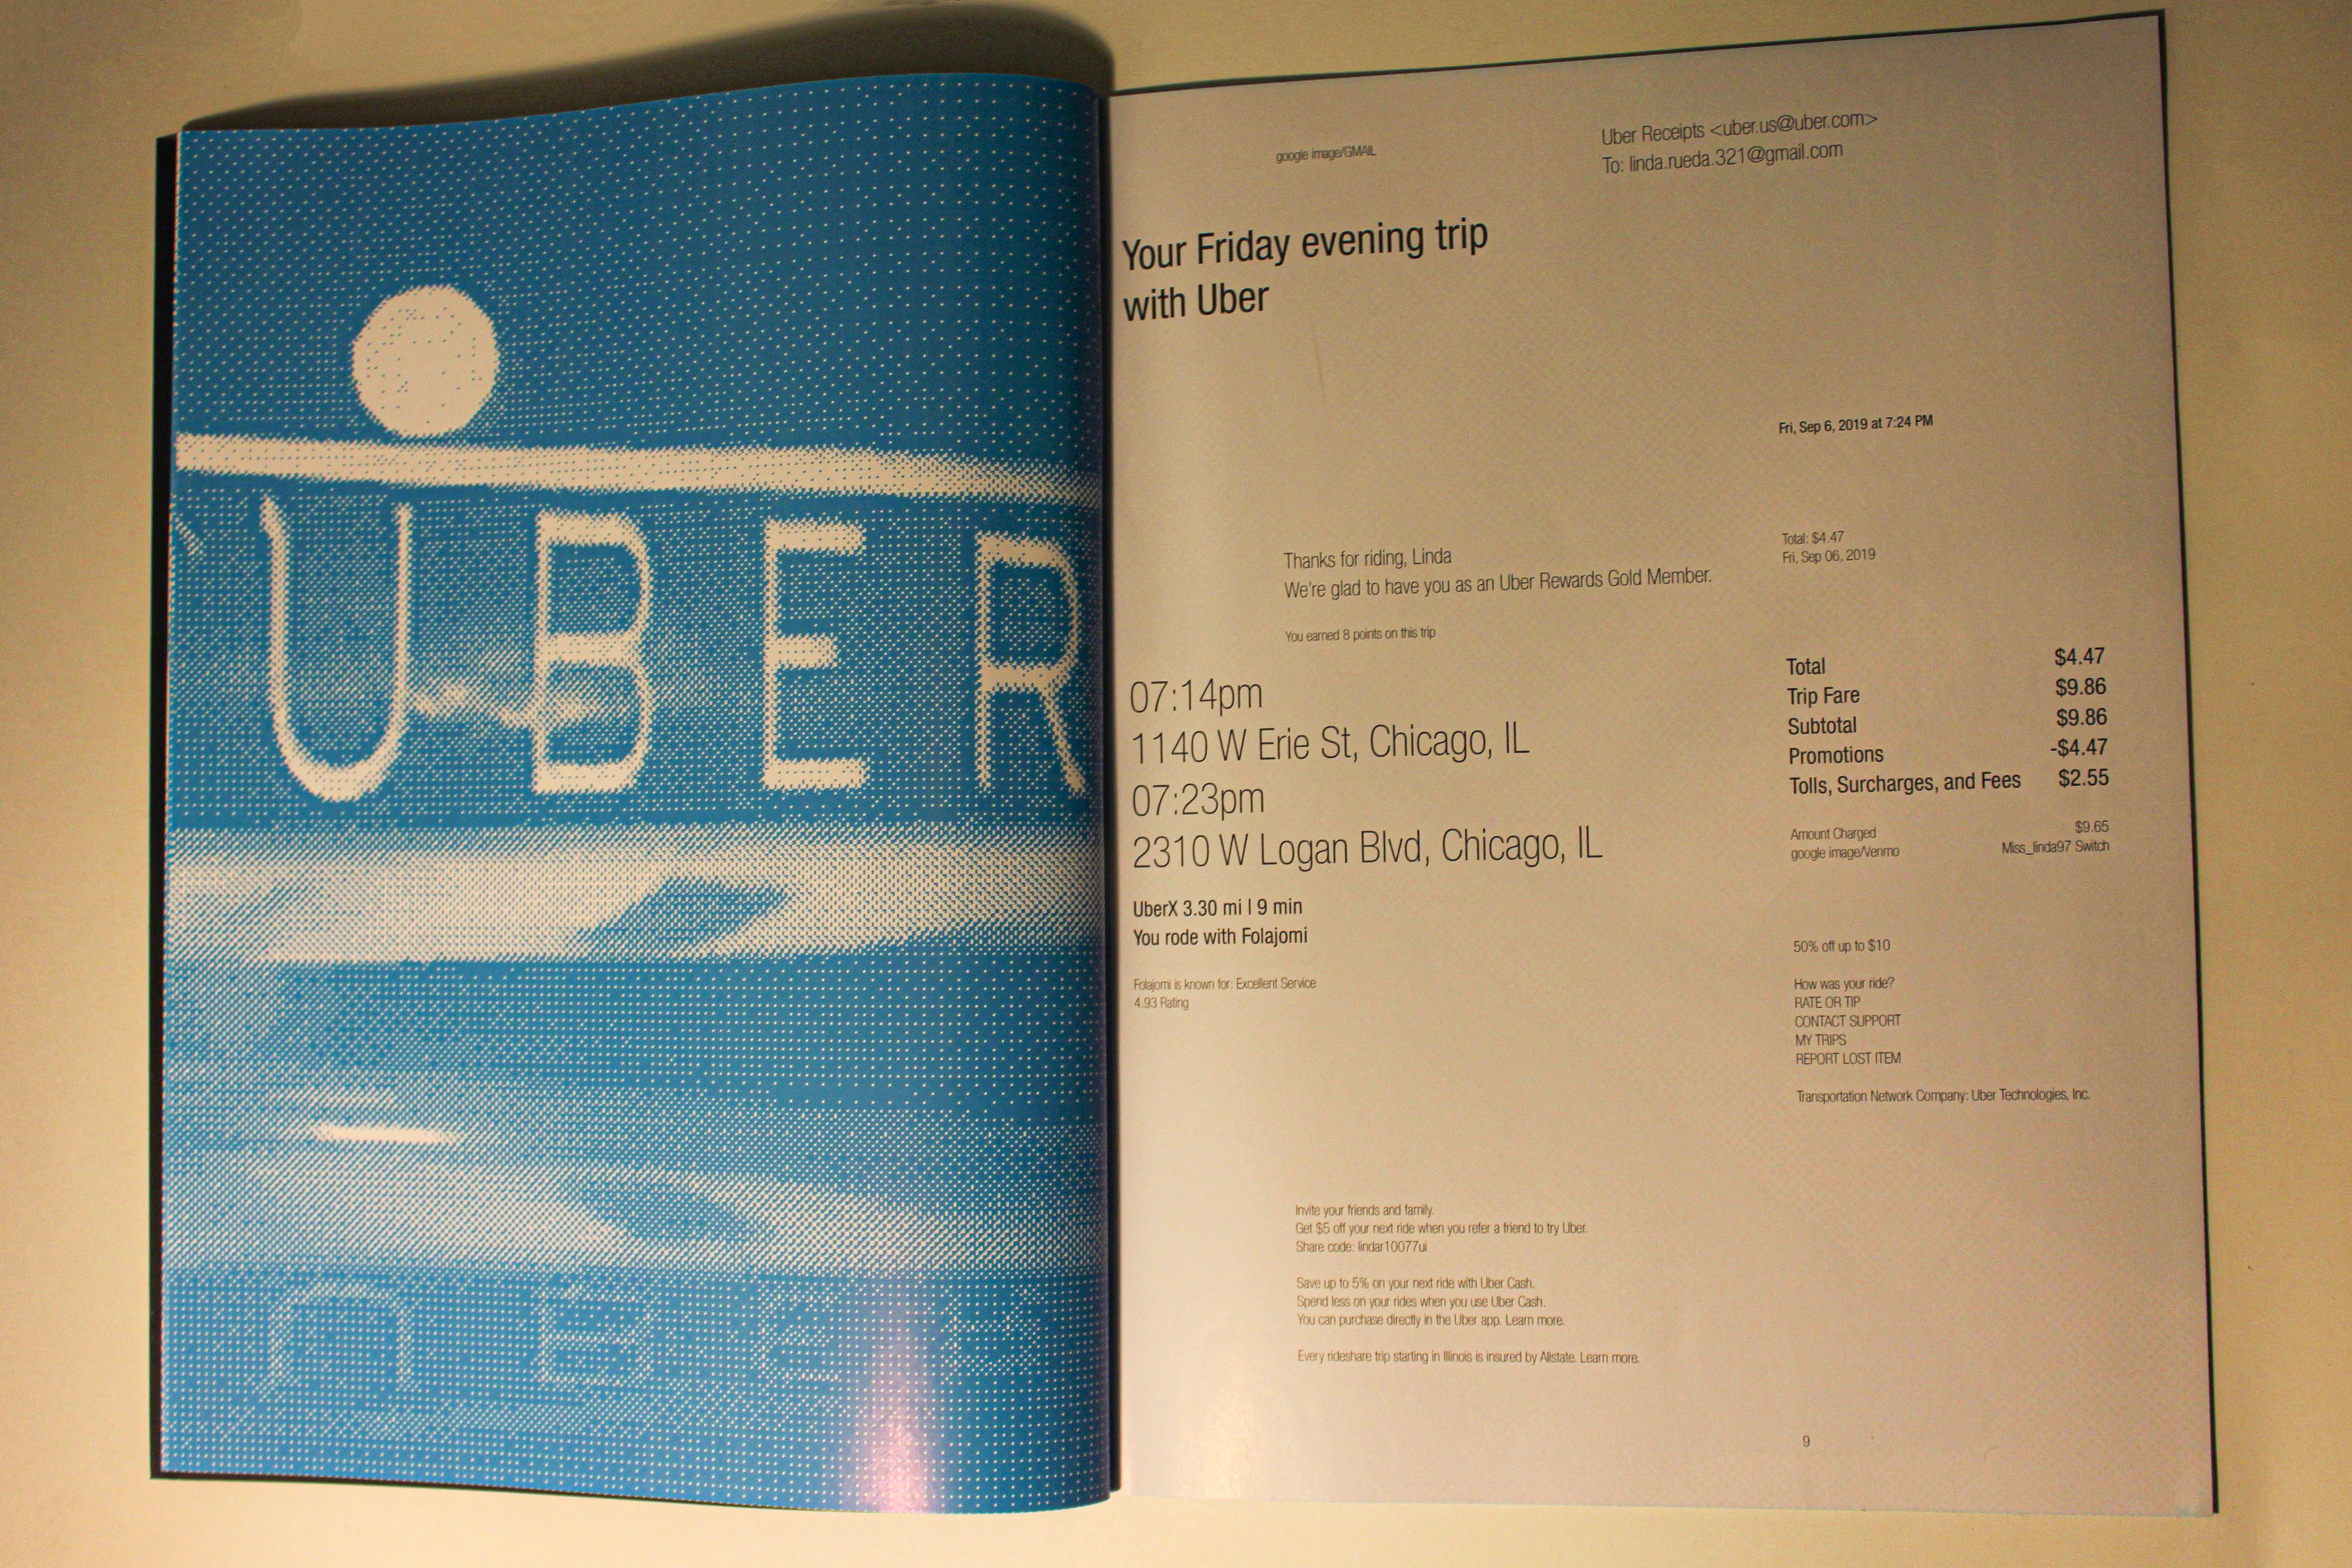 UBER
google image/GMAIL
Uber Receipts <uber.us@uber.com>
To: linda.rueda.321@gmail.com
Your Friday evening trip
with Uber
Fri, Sep 6, 2019 at 7:24 PM
Total: $4.47
Fri, Sep 06, 2019
Thanks for riding, Linda
We're glad to have you as an Uber Rewards Gold Member.
You earned 8 points on this trip
07:14pm
1140 W Erie St, Chicago, IL
07:23pm
2310 W Logan Blvd, Chicago, IL
UberX 3.30 mi | 9 min
You rode with Folajomi
Folajomi is known for: Excellent Service
4.93 Rating
Total $4.47
Trip Fare $9.86
Subtotal $9.86
Promotions -$4.47
Tolls, Surcharges, and Fees $2.55
Amount Charged $9.65
google image/Venmo Miss_linda97 Switch
50% off up to $10
How was your ride?
RATE OR TIP
CONTACT SUPPORT
MY TRIPS
REPORT LOST ITEM
Transportation Network Company: Uber Technologies, Inc.
Invite your friends and family.
Get $5 off your next ride when you refer a friend to try Uber.
Share code: lindar10077ui
Save up to 5% on your next ride with Uber Cash.
Spend less on your rides when you use Uber Cash.
You can purchase directly in the Uber app. Learn more.
Every rideshare trip starting in Illinois is insured by Allstate. Learn more.
9